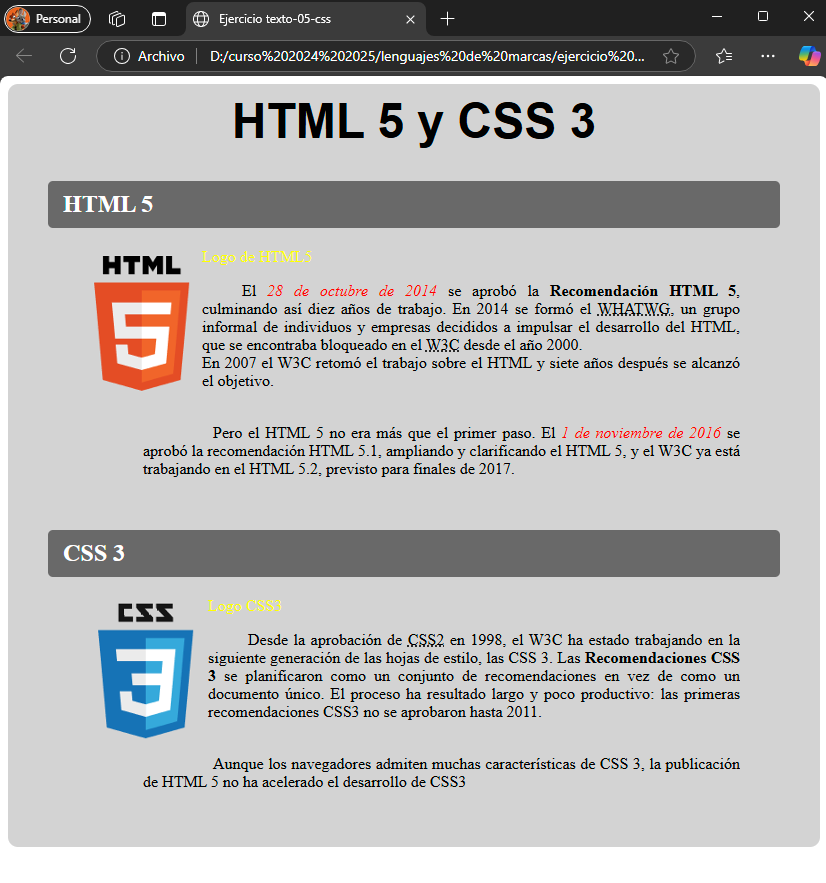 Personal
Ejercicio texto-05-css
Archivo
D:/curso%202024%202025/lenguajes%20de%20marcas/ejercicio%20...
HTML 5 y CSS 3
HTML 5
HTML
5
Logo de HTML5
El 28 de octubre de 2014 se aprobó la Recomendación HTML 5,
culminando así diez años de trabajo. En 2014 se formó el WHATWG, un grupo
informal de individuos y empresas decididos a impulsar el desarrollo del HTML,
que se encontraba bloqueado en el W3C desde el año 2000.
En 2007 el W3C retomó el trabajo sobre el HTML y siete años después se alcanzó
el objetivo.
Pero el HTML 5 no era más que el primer paso. El 1 de noviembre de 2016 se
aprobó la recomendación HTML 5.1, ampliando y clarificando el HTML 5, y el W3C ya está
trabajando en el HTML 5.2, previsto para finales de 2017.
CSS 3
CSS
3
Logo CSS3
Desde la aprobación de CSS2 en 1998, el W3C ha estado trabajando en la
siguiente generación de las hojas de estilo, las CSS 3. Las Recomendaciones CSS
3 se planificaron como un conjunto de recomendaciones en vez de como un
documento único. El proceso ha resultado largo y poco productivo: las primeras
recomendaciones CSS3 no se aprobaron hasta 2011.
Aunque los navegadores admiten muchas características de CSS 3, la publicación
de HTML 5 no ha acelerado el desarrollo de CSS3